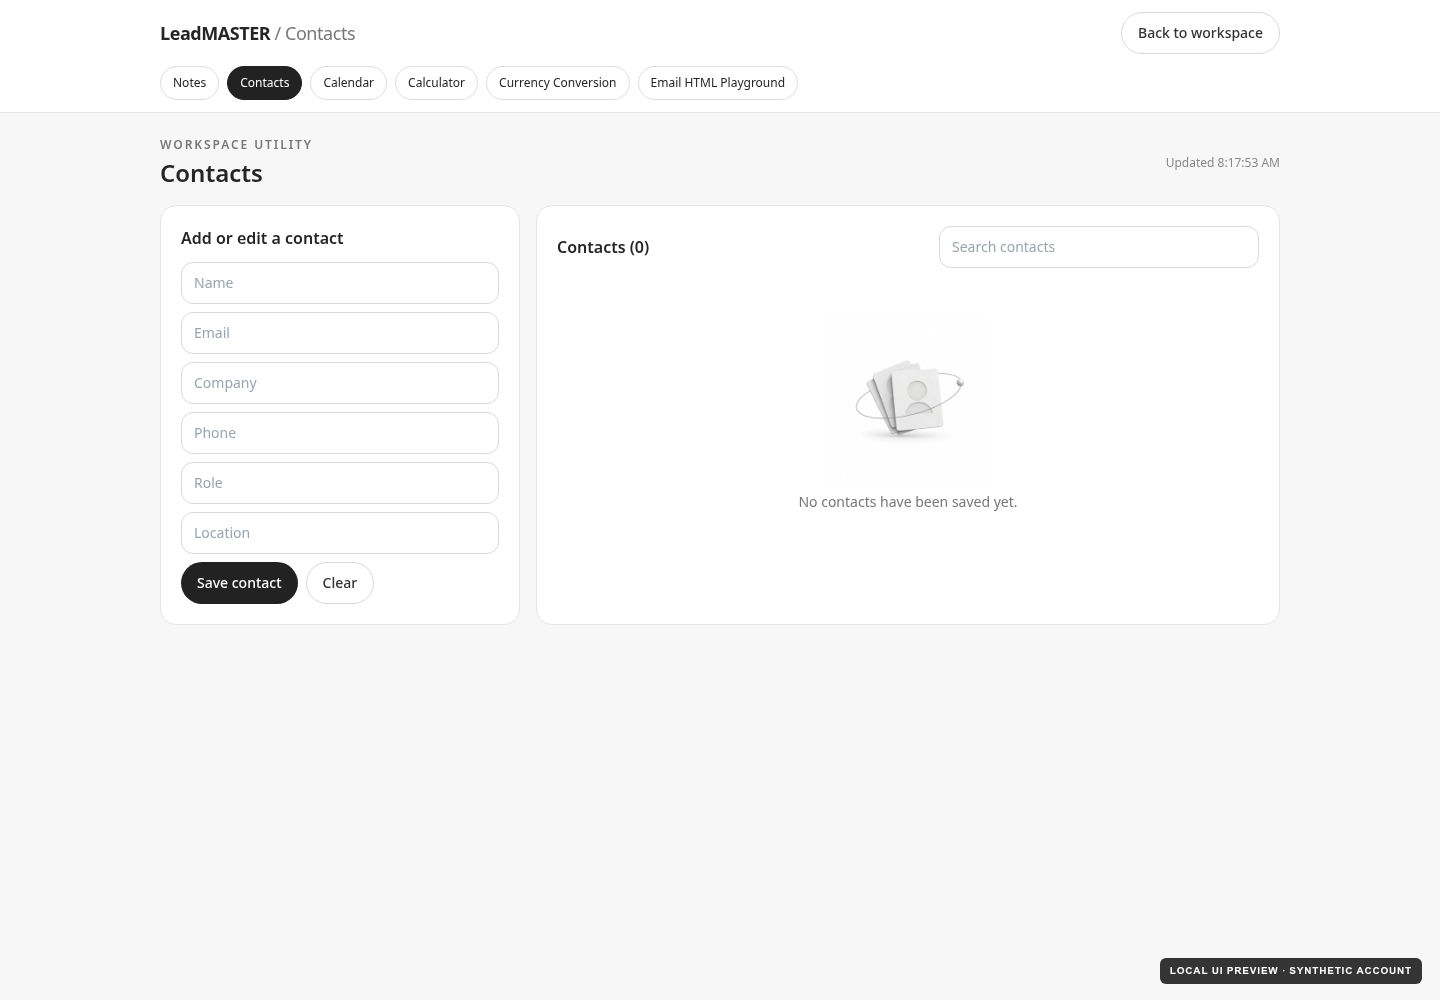 LeadMASTER / Contacts
Back to workspace
Notes
Contacts
Calendar
Calculator
Currency Conversion
Email HTML Playground
WORKSPACE UTILITY
Contacts
Updated 8:17:53 AM
Add or edit a contact
Name
Email
Company
Phone
Role
Location
Save contact
Clear
Contacts (0)
Search contacts
No contacts have been saved yet.
LOCAL UI PREVIEW · SYNTHETIC ACCOUNT